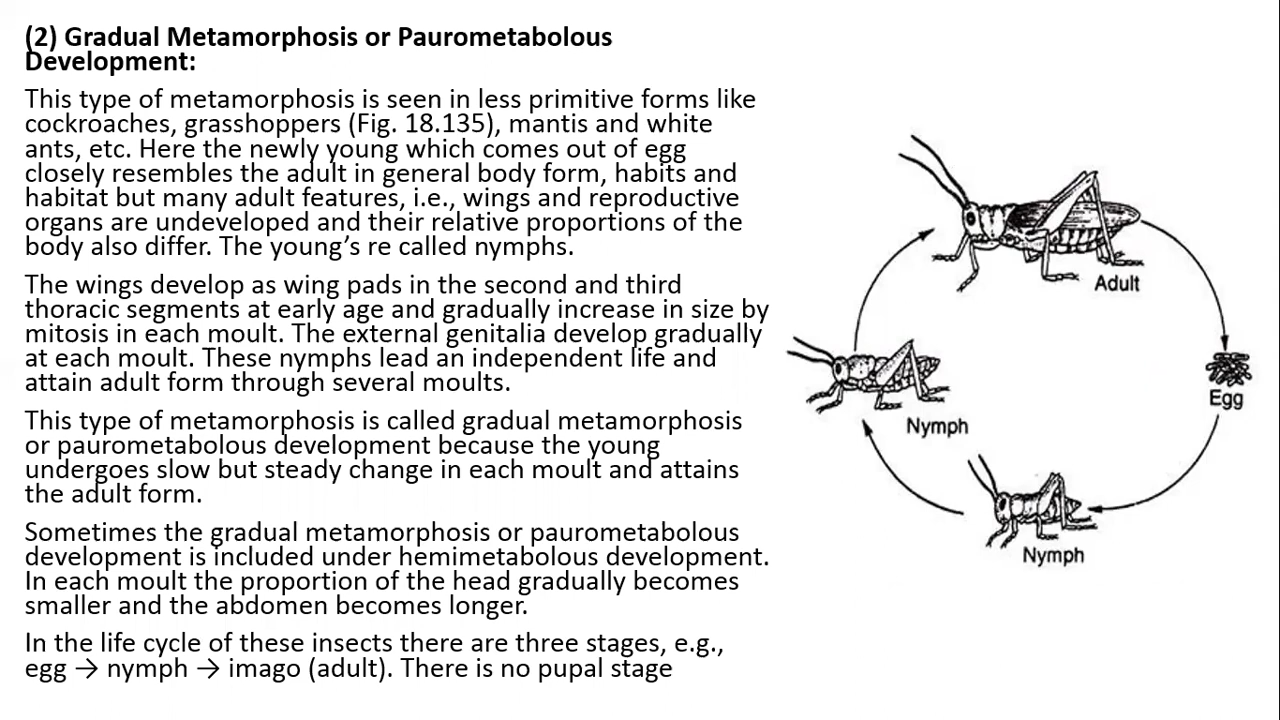 (2) Gradual Metamorphosis or Paurometabolous
Development:
This type of metamorphosis is seen in less primitive forms like
cockroaches, grasshoppers (Fig. 18.135), mantis and white
ants, etc. Here the newly young which comes out of egg
closely resembles the adult in general body form, habits and
habitat but many adult features, i.e., wings and reproductive
organs are undeveloped and their relative proportions of the
body also differ. The young’s re called nymphs.
The wings develop as wing pads in the second and third
thoracic segments at early age and gradually increase in size by
mitosis in each moult. The external genitalia develop gradually
at each moult. These nymphs lead an independent life and
attain adult form through several moults.
This type of metamorphosis is called gradual metamorphosis
or paurometabolous development because the young
undergoes slow but steady change in each moult and attains
the adult form.
Sometimes the gradual metamorphosis or paurometabolous
development is included under hemimetabolous development.
In each moult the proportion of the head gradually becomes
smaller and the abdomen becomes longer.
In the life cycle of these insects there are three stages, e.g.,
egg → nymph → imago (adult). There is no pupal stage
Adult
Egg
Nymph
Nymph